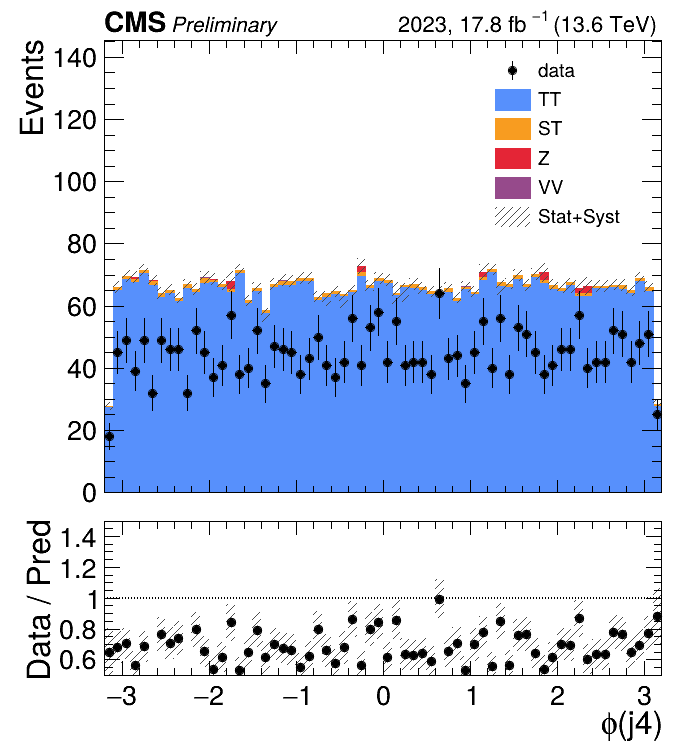 CMS Preliminary 2023, 17.8 fb⁻¹ (13.6 TeV)
Events
140
120
100
80
60
40
20
0
data
TT
ST
Z
VV
Stat+Syst
Data / Pred
1.4
1.2
1
0.8
0.6
−3 −2 −1 0 1 2 3
ϕ(j4)